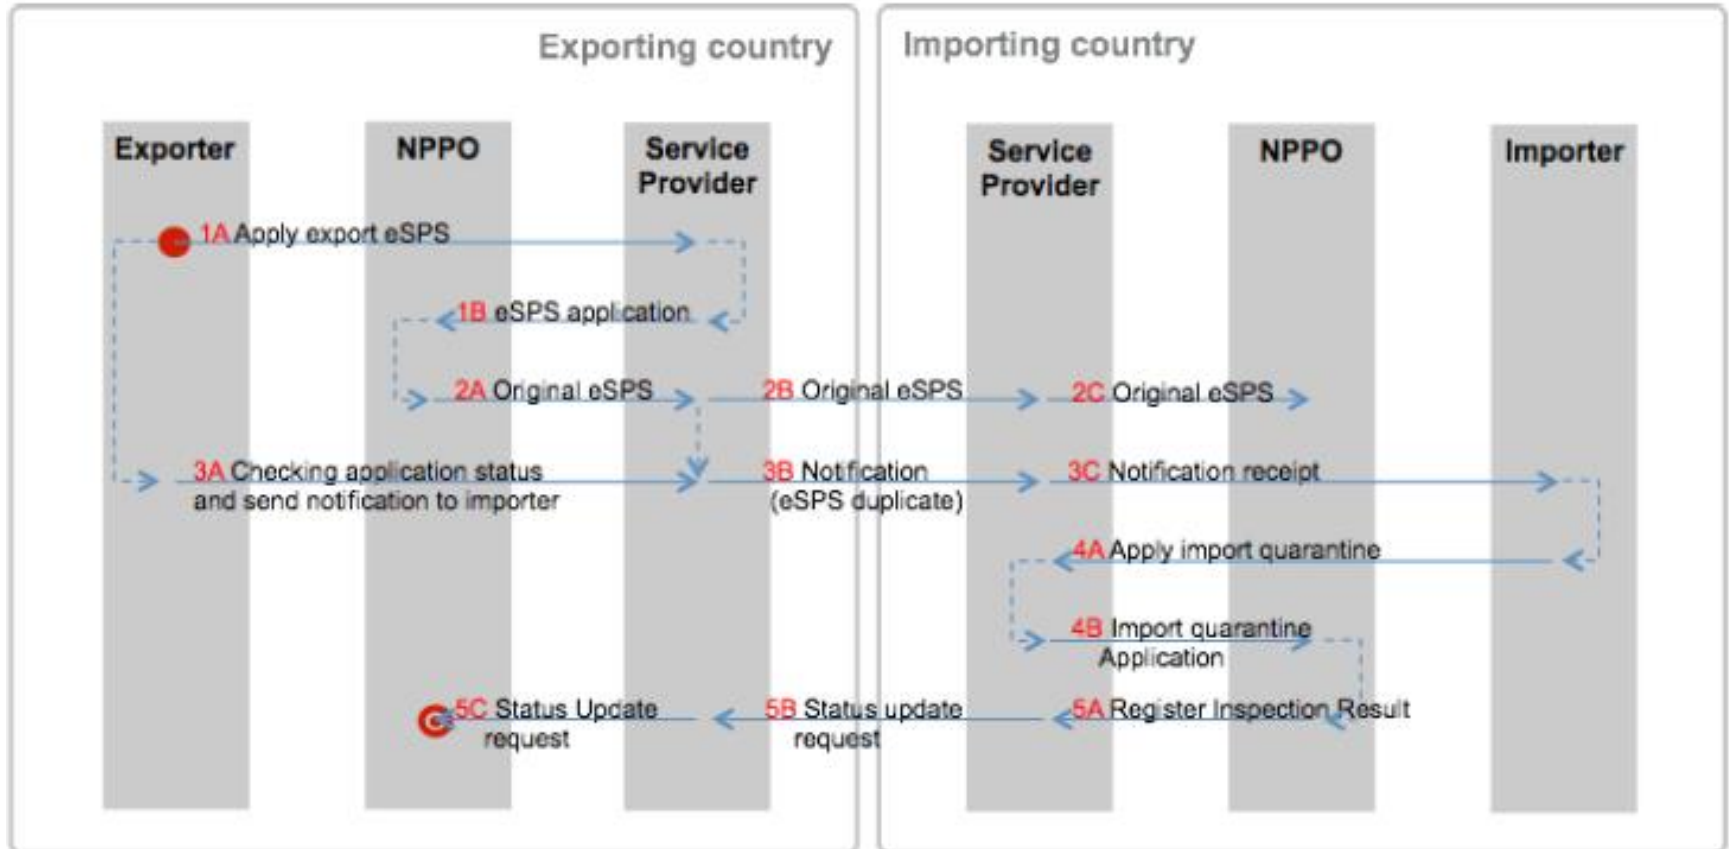 Exporting country
Importing country
Exporter
NPPO
Service
Provider
Service
Provider
NPPO
Importer
1A Apply export eSPS
1B eSPS application
2A Original eSPS
2B Original eSPS
2C Original eSPS
3A Checking application status
and send notification to importer
3B Notification
(eSPS duplicate)
3C Notification receipt
4A Apply import quarantine
4B Import quarantine
Application
5C Status Update
request
5B Status update
request
5A Register Inspection Result